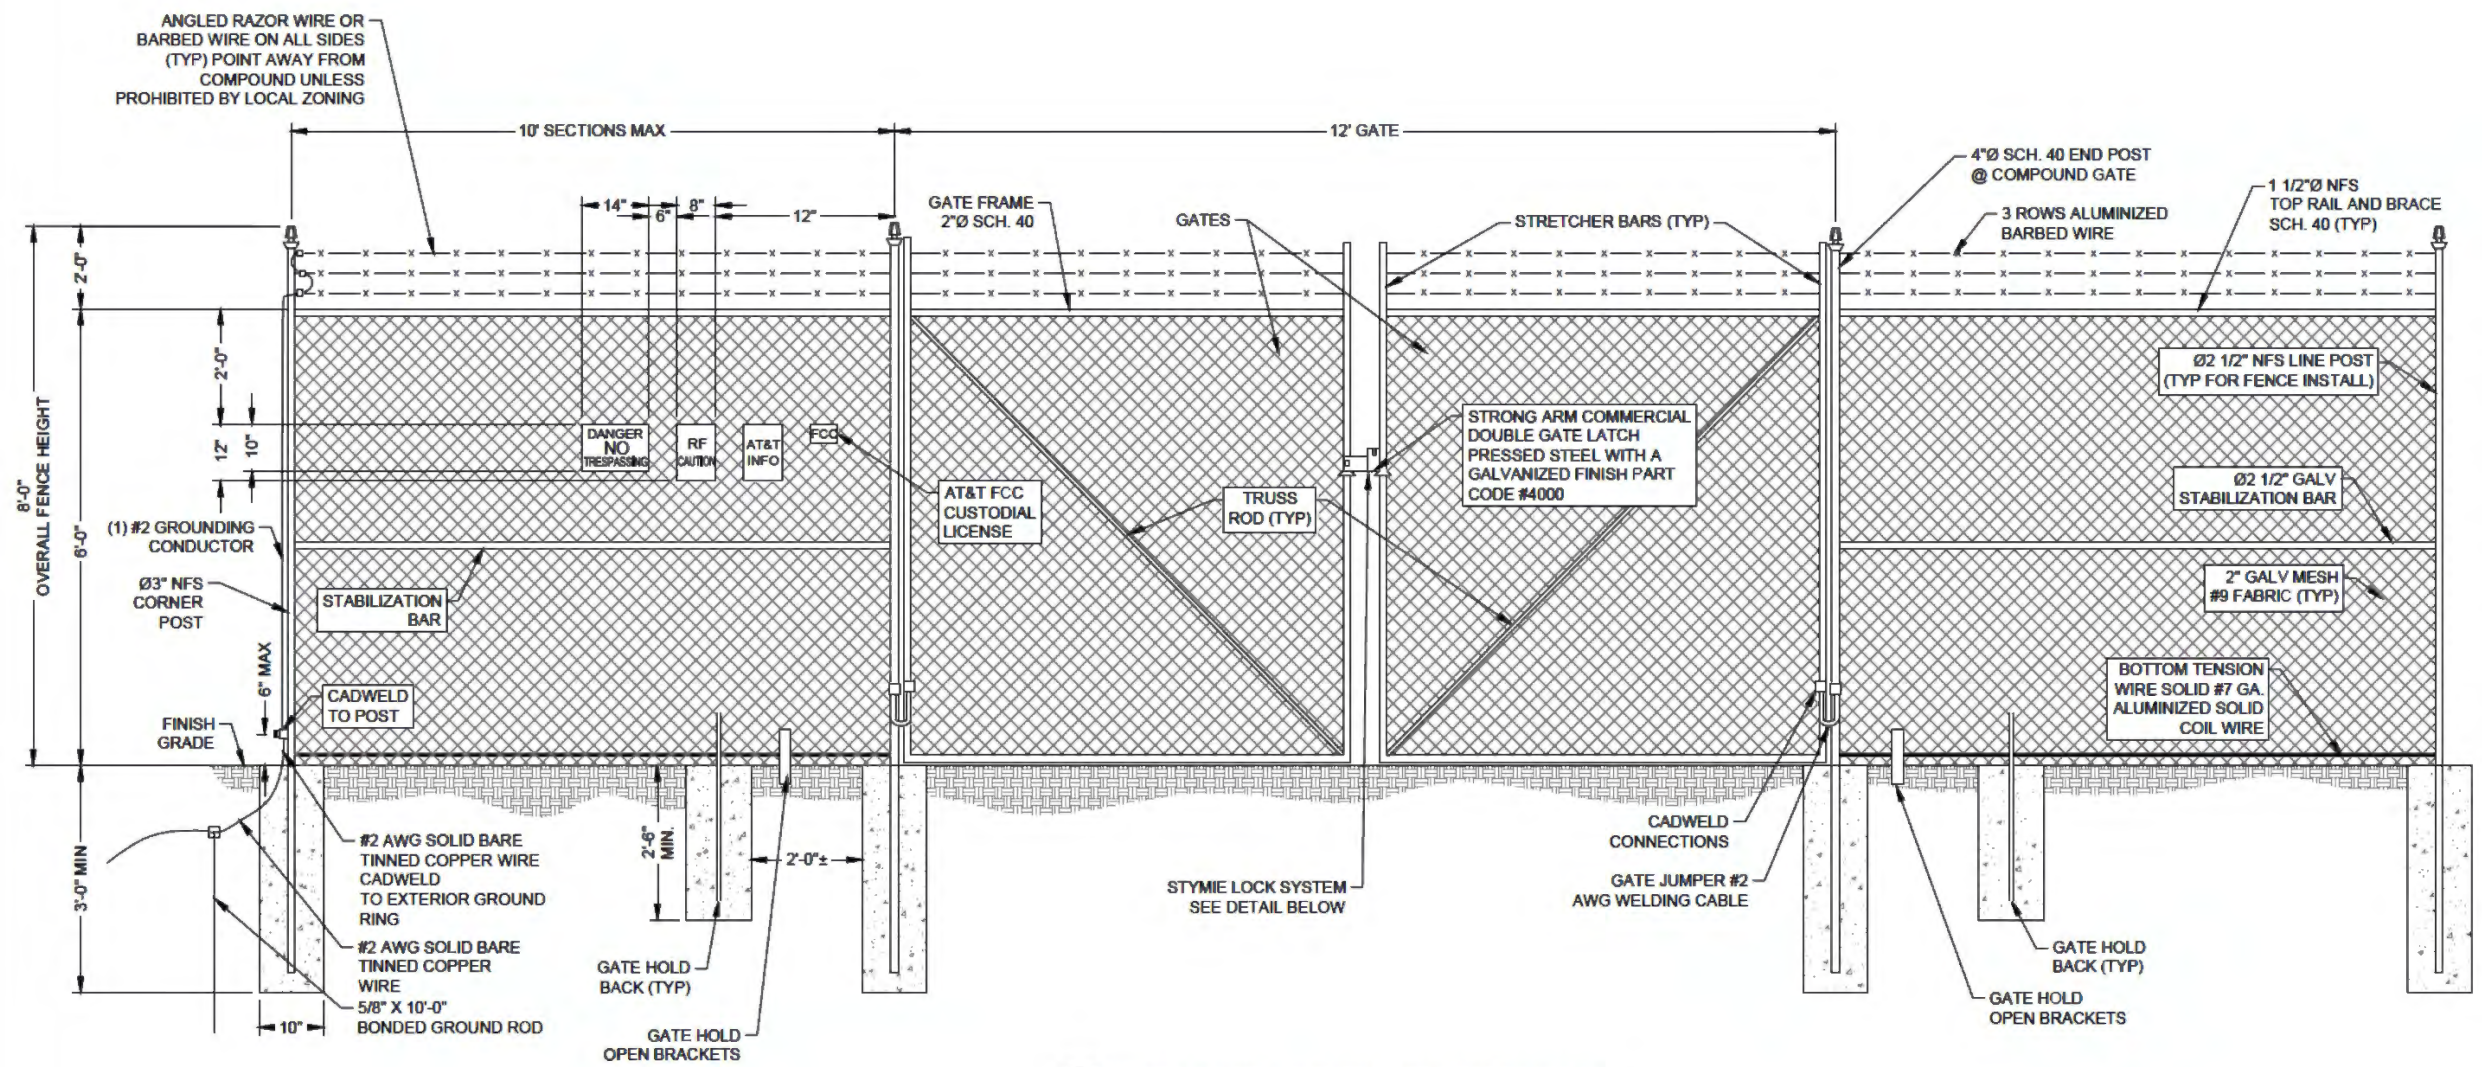 ANGLED RAZOR WIRE OR
BARBED WIRE ON ALL SIDES
(TYP) POINT AWAY FROM
COMPOUND UNLESS
PROHIBITED BY LOCAL ZONING
10' SECTIONS MAX
12' GATE
4"Ø SCH. 40 END POST
@ COMPOUND GATE
1 1/2"Ø NFS
TOP RAIL AND BRACE
SCH. 40 (TYP)
3 ROWS ALUMINIZED
BARBED WIRE
14"
6"
8"
12"
GATE FRAME
2"Ø SCH. 40
GATES
STRETCHER BARS (TYP)
2'-0"
8'-0"
OVERALL FENCE HEIGHT
6'-0"
2'-0"
12"
10"
DANGER
NO
TRESPASSING
RF
CAUTION
AT&T
INFO
FCC
AT&T FCC
CUSTODIAL
LICENSE
TRUSS
ROD (TYP)
STRONG ARM COMMERCIAL
DOUBLE GATE LATCH
PRESSED STEEL WITH A
GALVANIZED FINISH PART
CODE #4000
Ø2 1/2" NFS LINE POST
(TYP FOR FENCE INSTALL)
Ø2 1/2" GALV
STABILIZATION BAR
2" GALV MESH
#9 FABRIC (TYP)
BOTTOM TENSION
WIRE SOLID #7 GA.
ALUMINIZED SOLID
COIL WIRE
(1) #2 GROUNDING
CONDUCTOR
Ø3" NFS
CORNER
POST
STABILIZATION
BAR
6" MAX
CADWELD
TO POST
FINISH
GRADE
3'-0" MIN
10"
#2 AWG SOLID BARE
TINNED COPPER WIRE
CADWELD
TO EXTERIOR GROUND
RING
#2 AWG SOLID BARE
TINNED COPPER
WIRE
5/8" X 10'-0"
BONDED GROUND ROD
2'-6"
MIN.
2'-0"±
GATE HOLD
BACK (TYP)
GATE HOLD
OPEN BRACKETS
STYMIE LOCK SYSTEM
SEE DETAIL BELOW
CADWELD
CONNECTIONS
GATE JUMPER #2
AWG WELDING CABLE
GATE HOLD
BACK (TYP)
GATE HOLD
OPEN BRACKETS